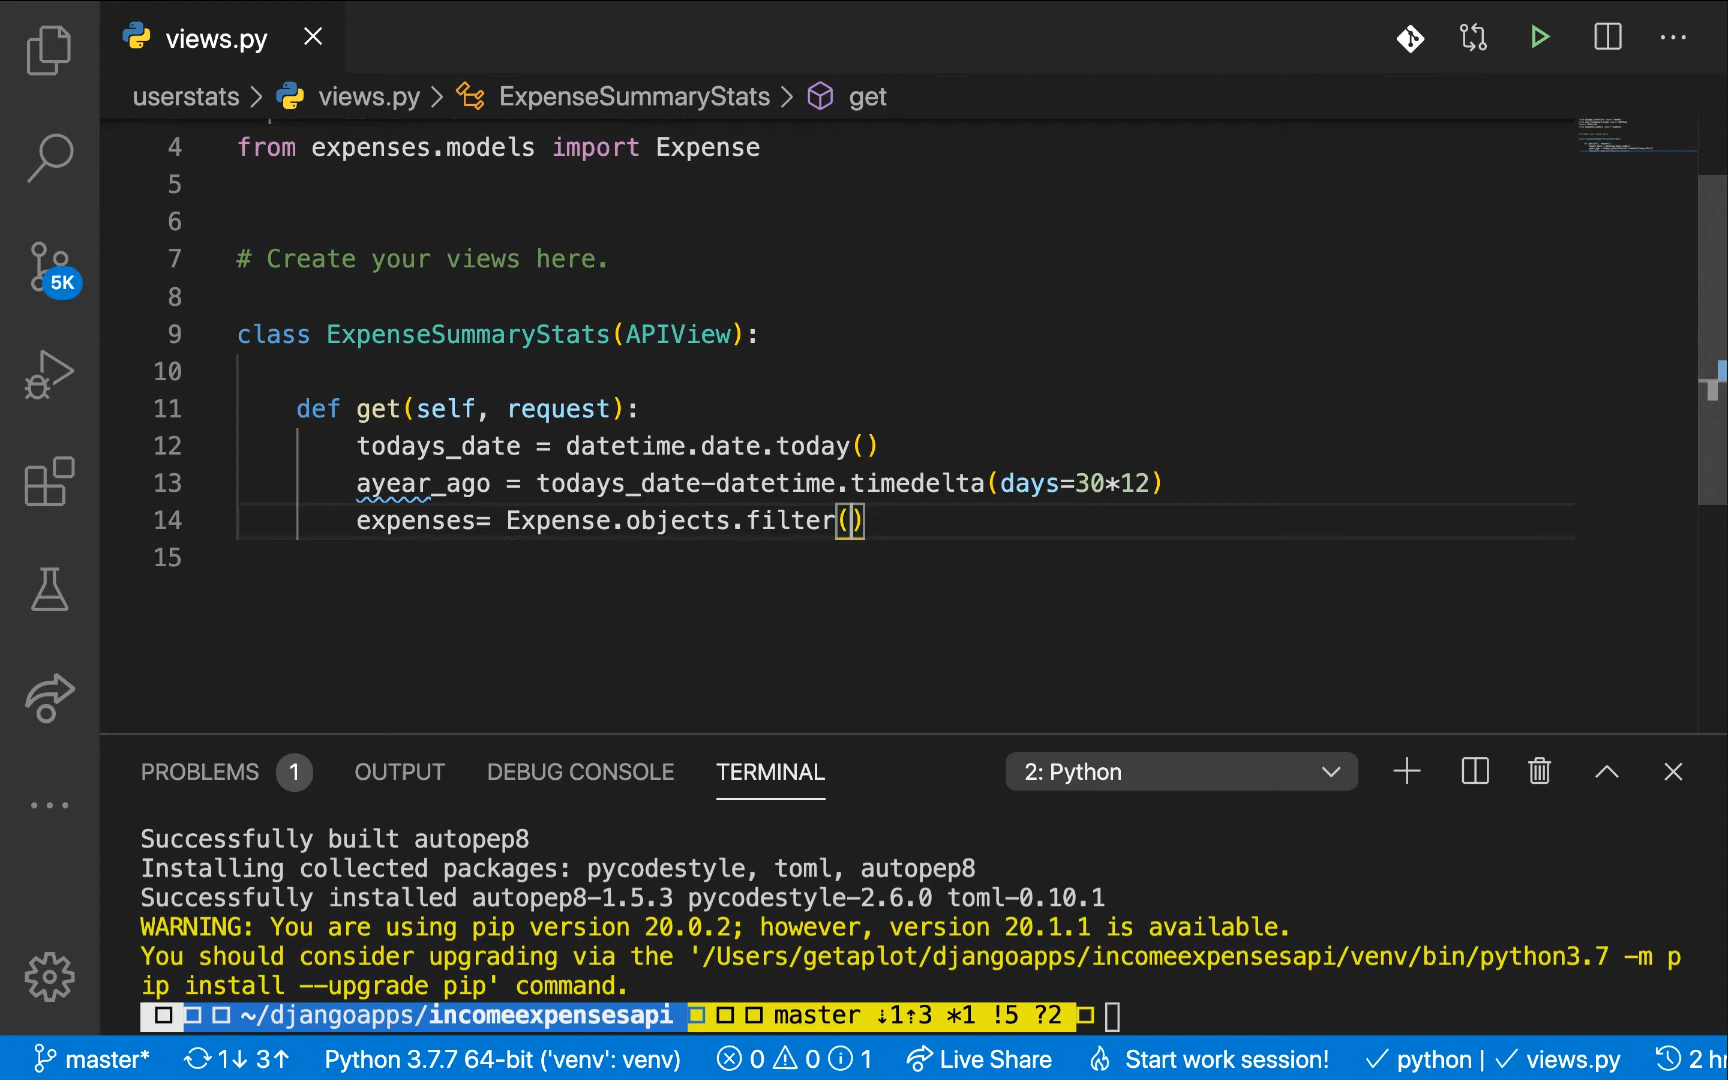 views.py
userstats > views.py > ExpenseSummaryStats > get
4 from expenses.models import Expense
5
6
7 # Create your views here.
8
9 class ExpenseSummaryStats(APIView):
10
11 def get(self, request):
12 todays_date = datetime.date.today()
13 ayear_ago = todays_date-datetime.timedelta(days=30*12)
14 expenses= Expense.objects.filter()
15
5K
PROBLEMS 1 OUTPUT DEBUG CONSOLE TERMINAL 2: Python
Successfully built autopep8
Installing collected packages: pycodestyle, toml, autopep8
Successfully installed autopep8-1.5.3 pycodestyle-2.6.0 toml-0.10.1
WARNING: You are using pip version 20.0.2; however, version 20.1.1 is available.
You should consider upgrading via the '/Users/getaplot/djangoapps/incomeexpensesapi/venv/bin/python3.7 -m p
ip install --upgrade pip' command.
~/djangoapps/incomeexpensesapi master ⇣1⇡3 *1 !5 ?2
master* 1↓ 3↑ Python 3.7.7 64-bit ('venv': venv) 0 0 1 Live Share Start work session! ✓ python | ✓ views.py 2 h